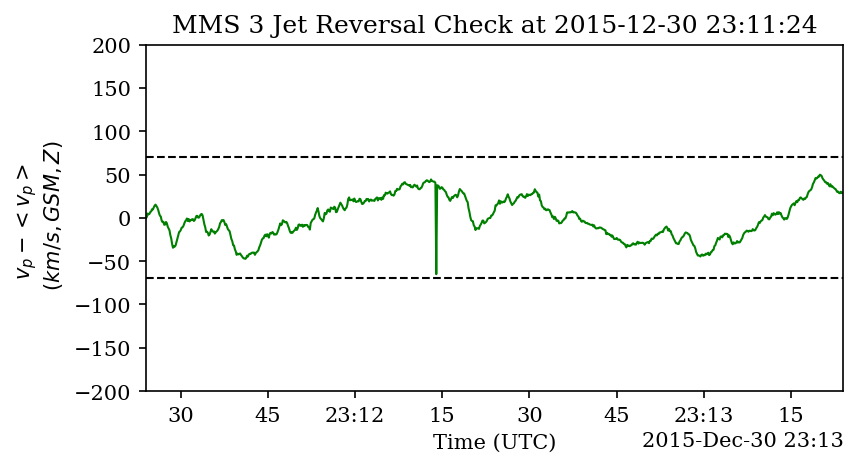 MMS 3 Jet Reversal Check at 2015-12-30 23:11:24
200
150
100
50
0
−50
−100
−150
−200
v_p − < v_p >
(km/s, GSM, Z)
30 45 23:12 15 30 45 23:13 15
Time (UTC)
2015-Dec-30 23:13